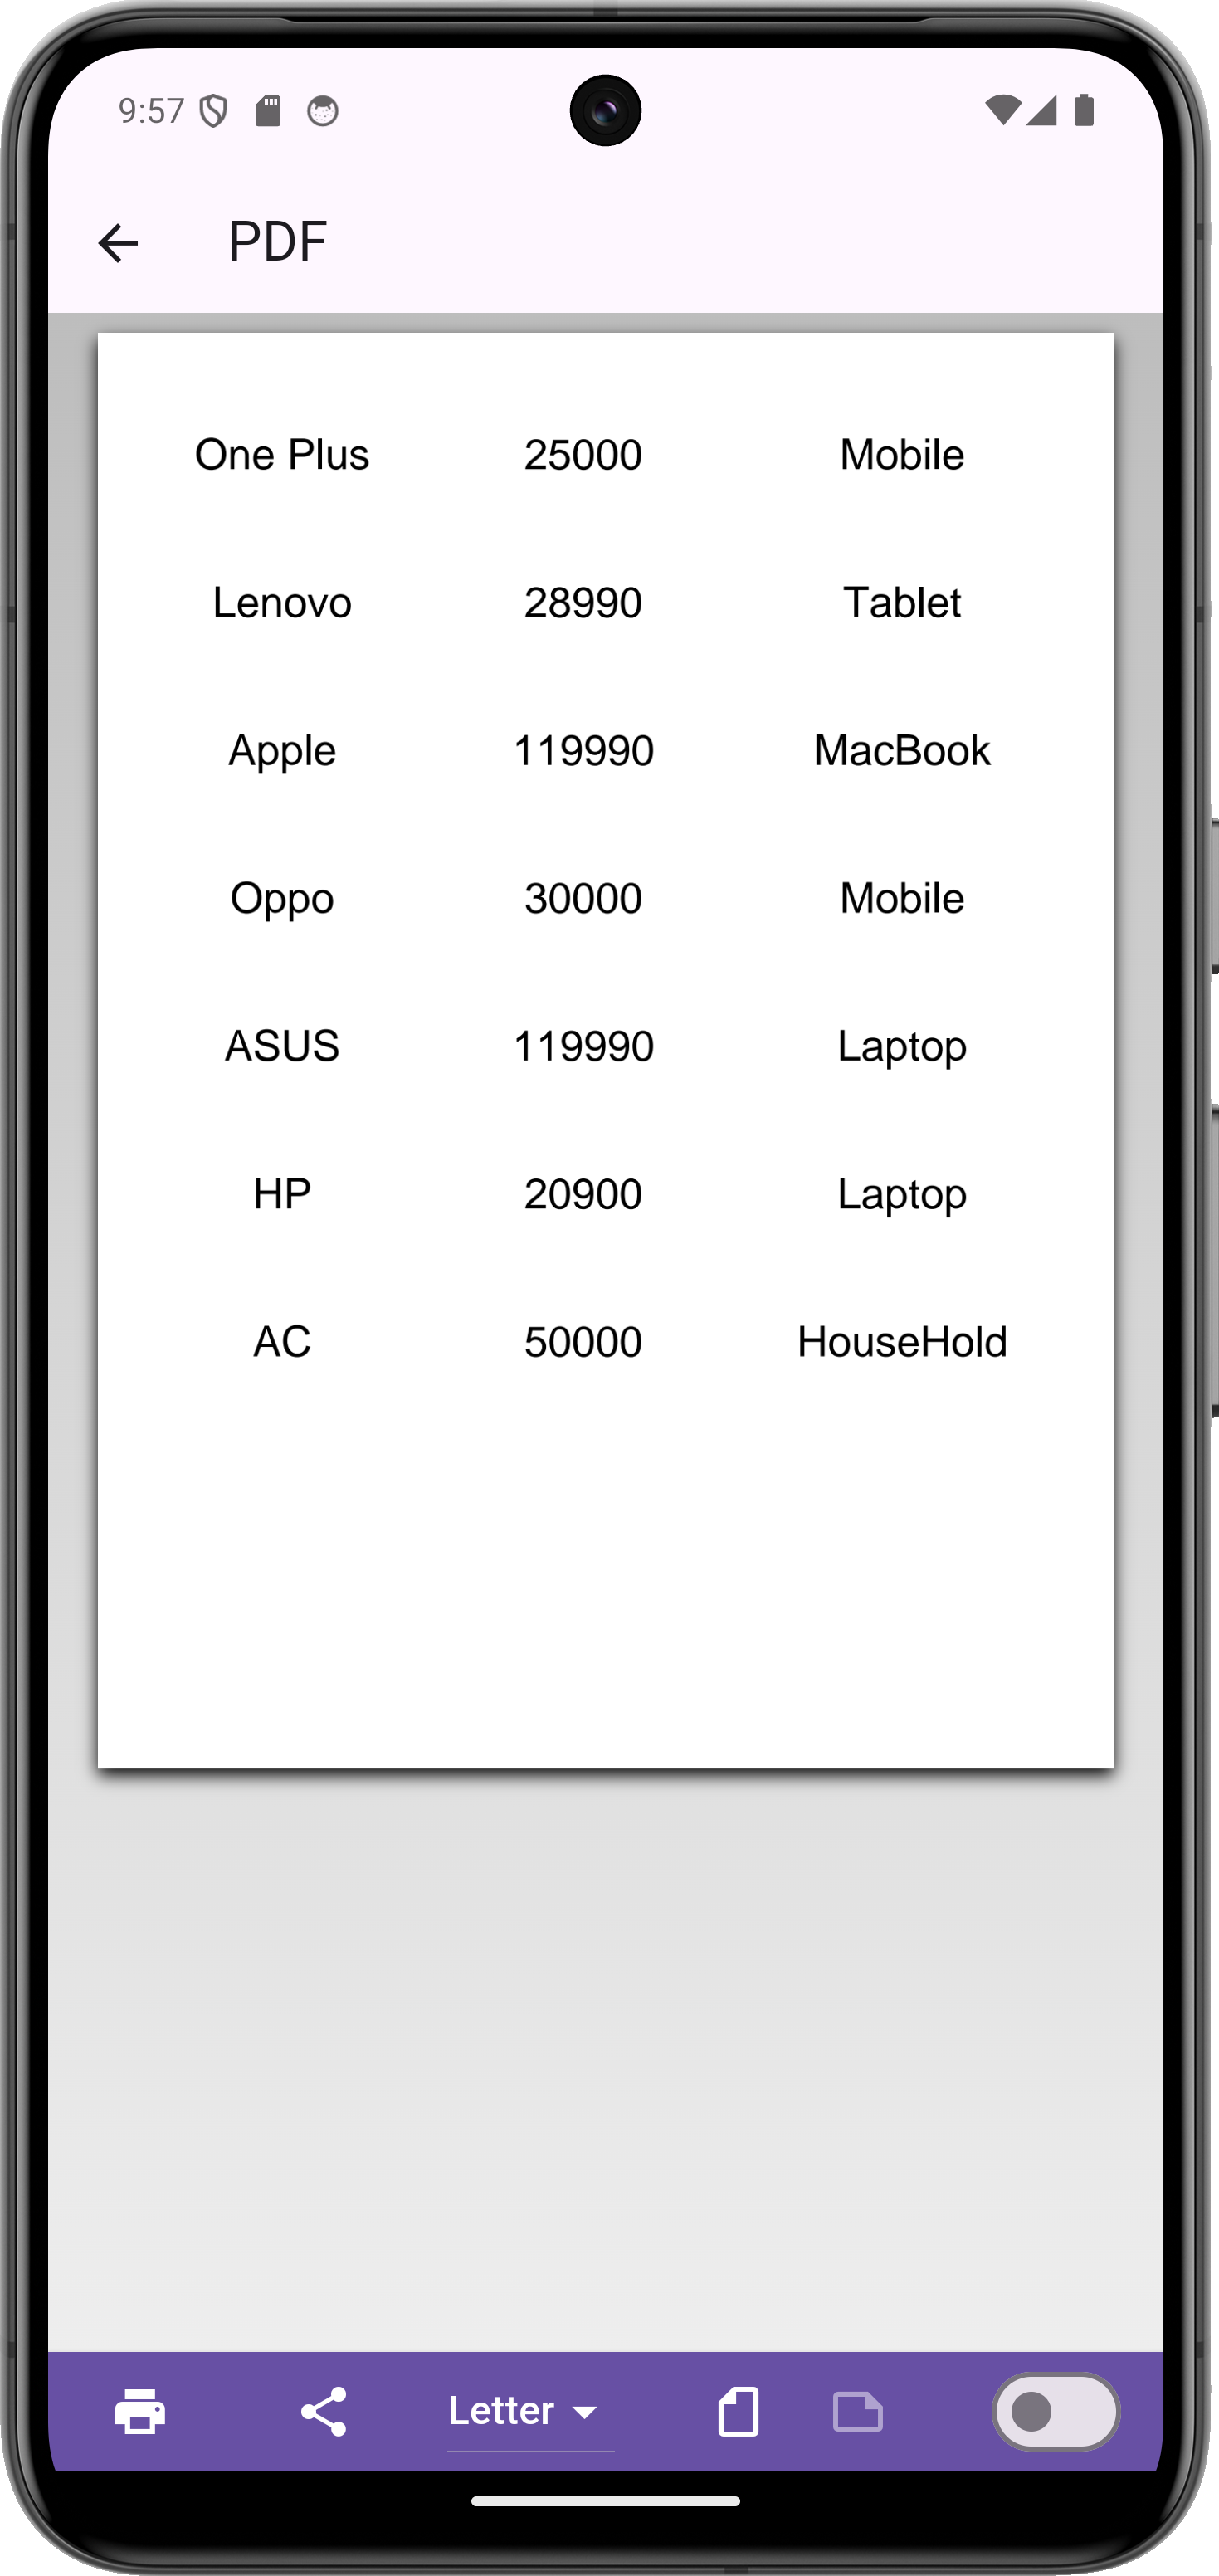 9:57
PDF
One Plus 25000 Mobile
Lenovo 28990 Tablet
Apple 119990 MacBook
Oppo 30000 Mobile
ASUS 119990 Laptop
HP 20900 Laptop
AC 50000 HouseHold
Letter